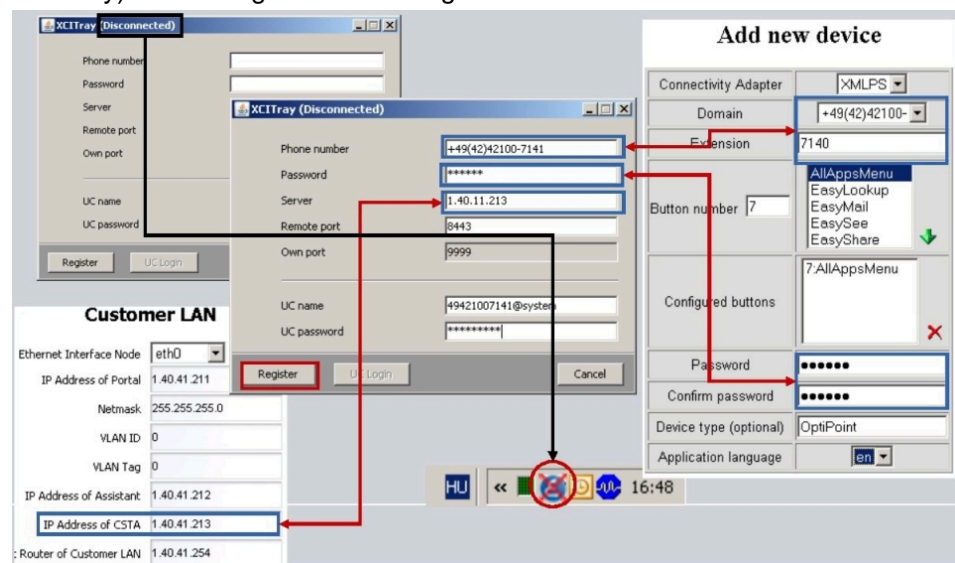 XCITray (Disconnected)
Phone number
Password
Server
Remote port
Own port
UC name
UC password
Register
UC Login
XCITray (Disconnected)
Phone number +49(42)42100-7141
Password ******
Server 1.40.11.213
Remote port 8443
Own port 9999
UC name 49421007141@system
UC password *********
Register UC Login Cancel
Add new device
Connectivity Adapter XMLPS
Domain +49(42)42100-
Extension 7140
Button number 7
AllAppsMenu
EasyLookup
EasyMail
EasySee
EasyShare
Configured buttons 7:AllAppsMenu
Password ●●●●●●
Confirm password ●●●●●●
Device type (optional) OptiPoint
Application language en
Customer LAN
Ethernet Interface Node eth0
IP Address of Portal 1.40.41.211
Netmask 255.255.255.0
VLAN ID 0
VLAN Tag 0
IP Address of Assistant 1.40.41.212
IP Address of CSTA 1.40.41.213
: Router of Customer LAN 1.40.41.254
HU « 16:48